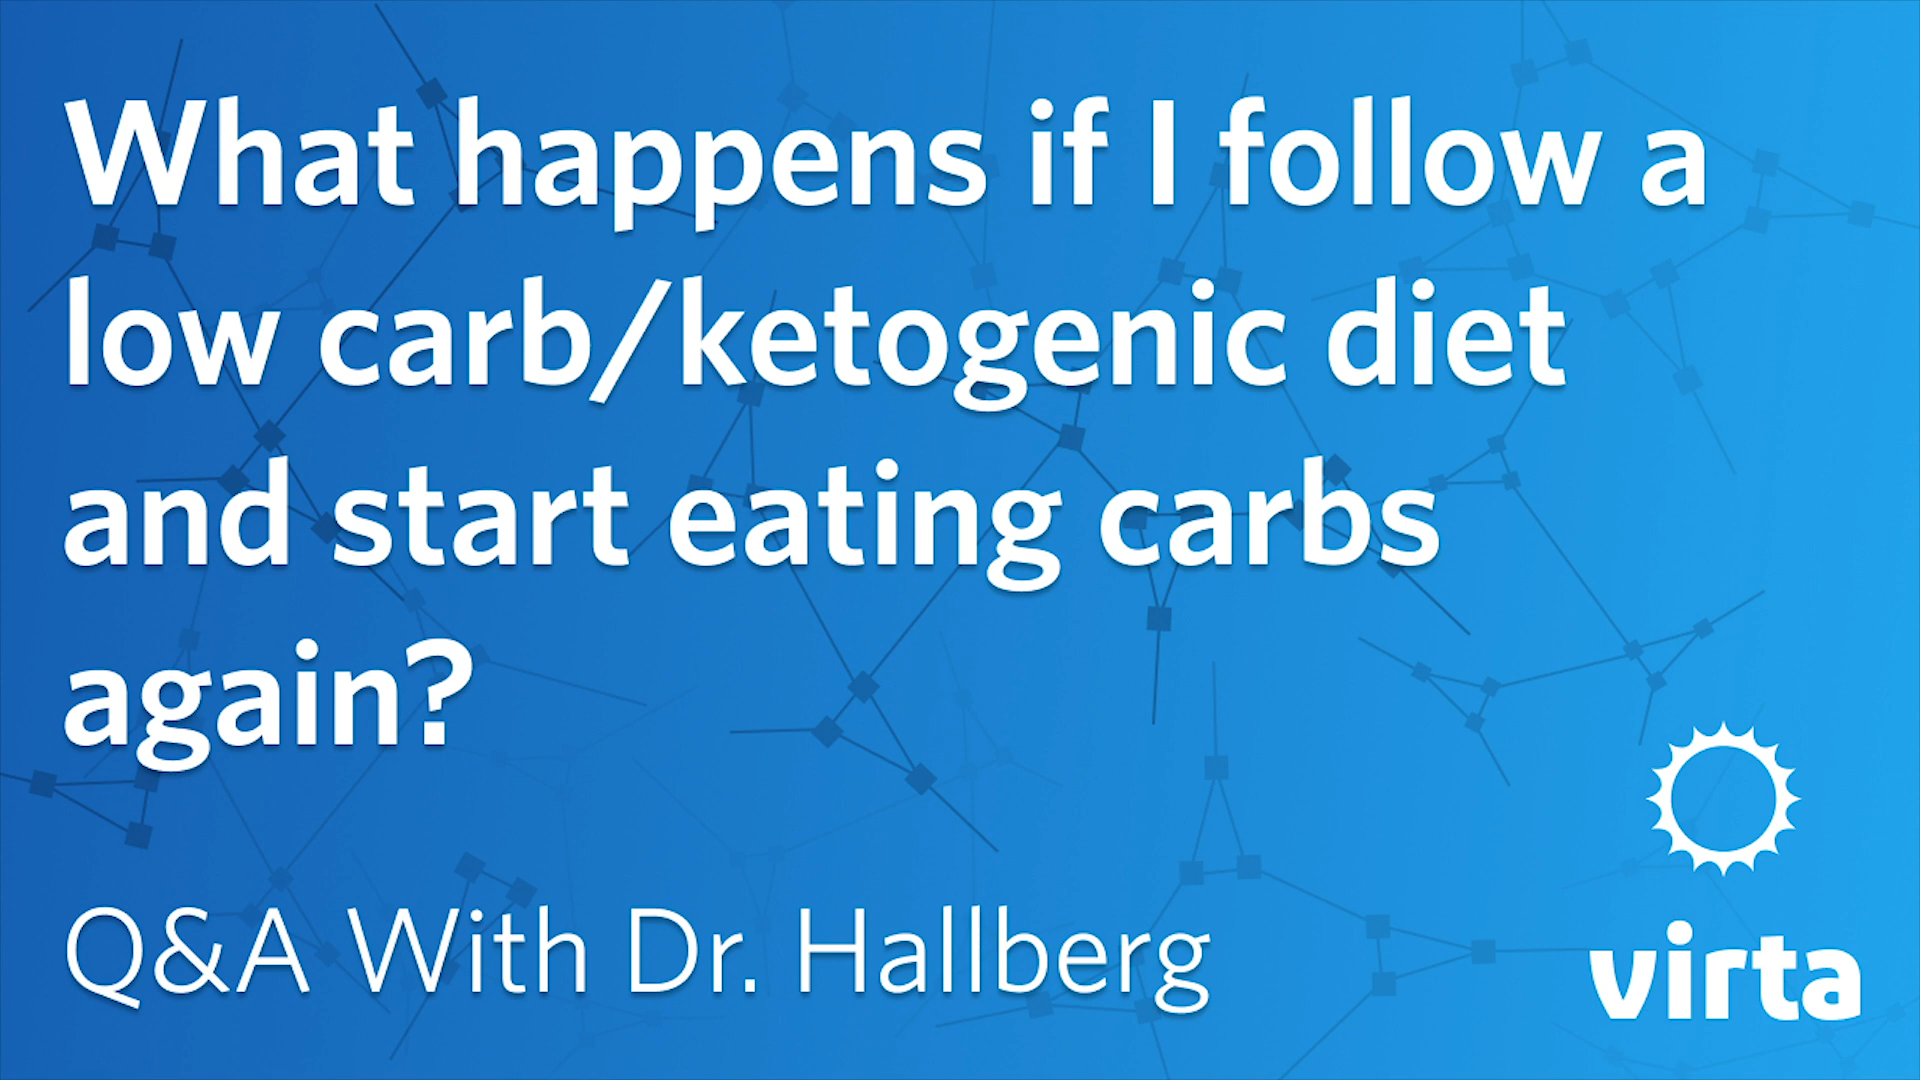 What happens if I follow a
low carb/ketogenic diet
and start eating carbs
again?
Q&A With Dr. Hallberg
virta